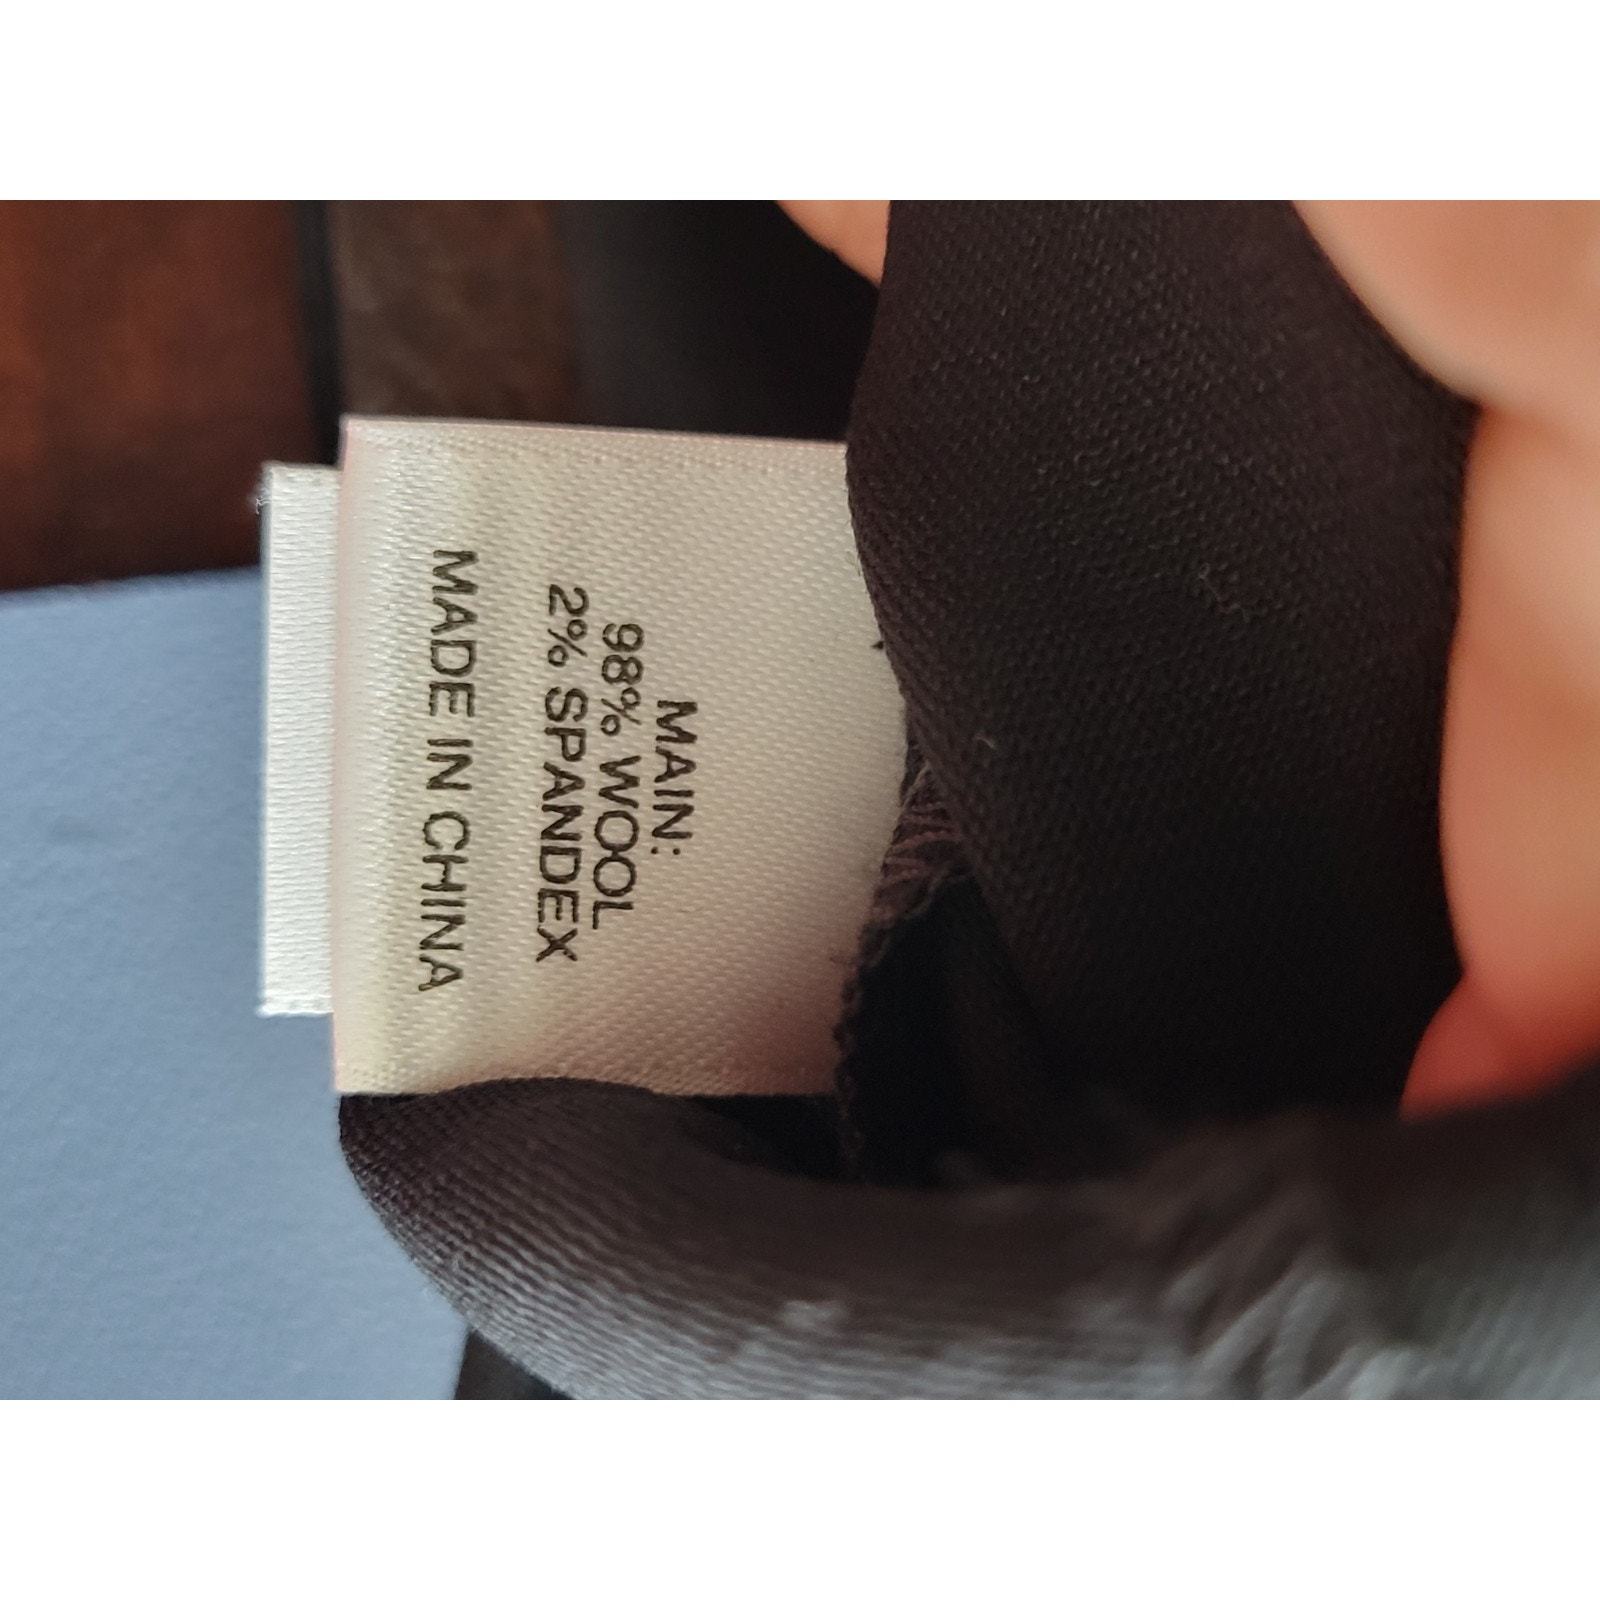 MAIN:
98% WOOL
2% SPANDEX
MADE IN CHINA